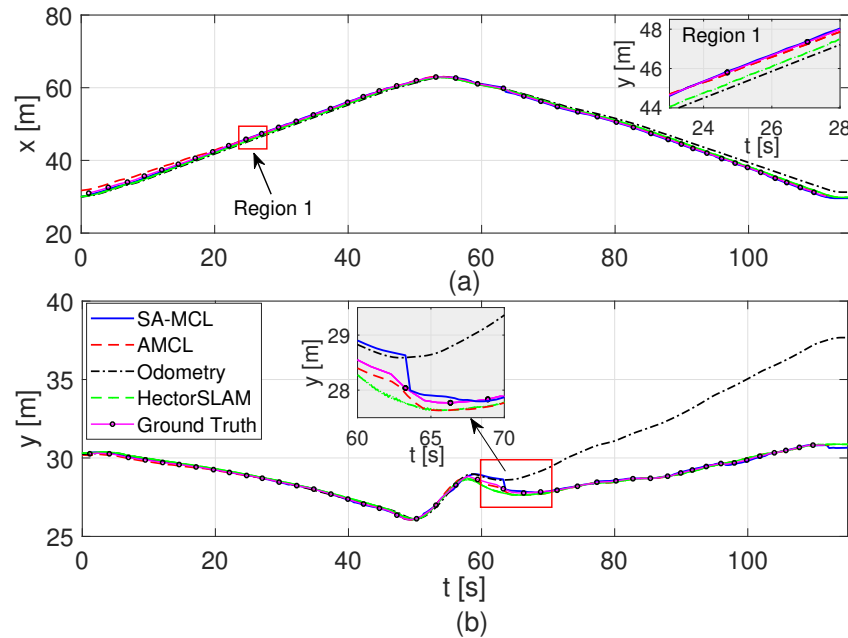 80
60
40
20
x [m]
0
20
40
60
80
100
(a)
Region 1
Region 1
48
46
44
y [m]
24
26
28
t [s]
40
35
30
25
y [m]
SA-MCL
AMCL
Odometry
HectorSLAM
Ground Truth
29
28
y [m]
60
65
70
t [s]
0
20
40
60
80
100
t [s]
(b)